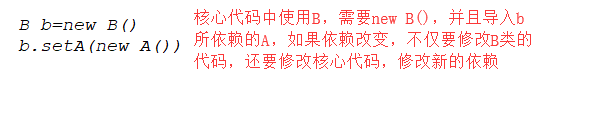 B b=new B()
b.setA(new A())
核心代码中使用B，需要new B()，并且导入b
所依赖的A，如果依赖改变，不仅要修改B类的
代码，还要修改核心代码，修改新的依赖